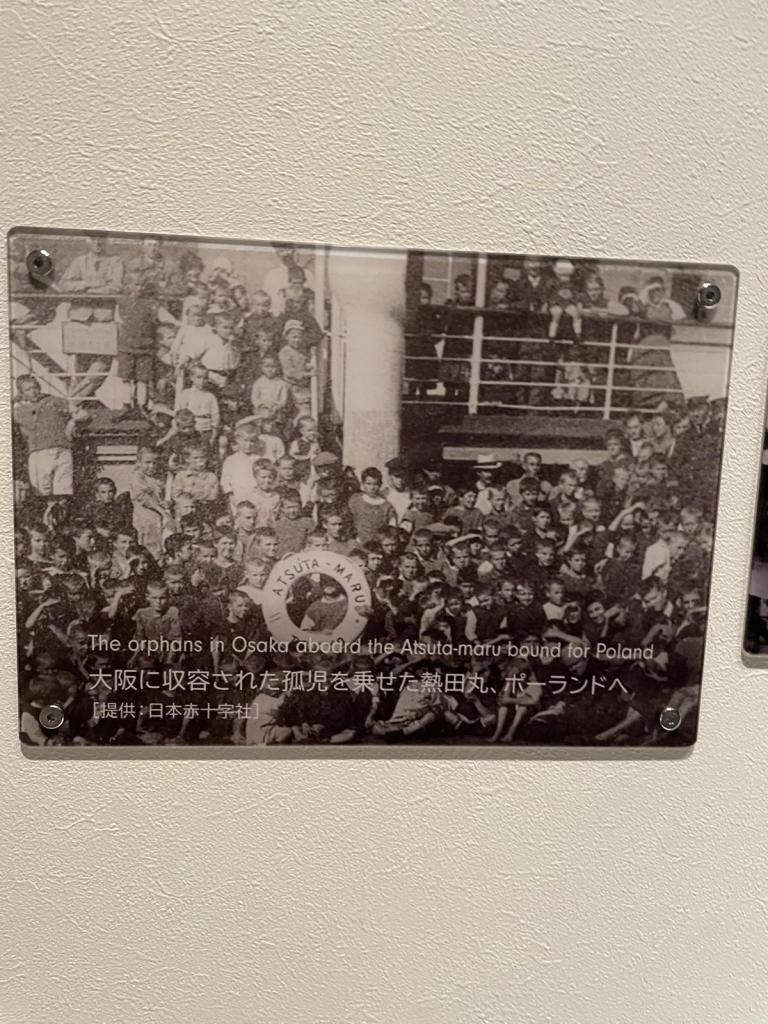 ATSUTA-MARU
The orphans in Osaka aboard the Atsuta-maru bound for Poland
大阪に収容された孤児を乗せた熱田丸、ポーランドへ
[提供：日本赤十字社]